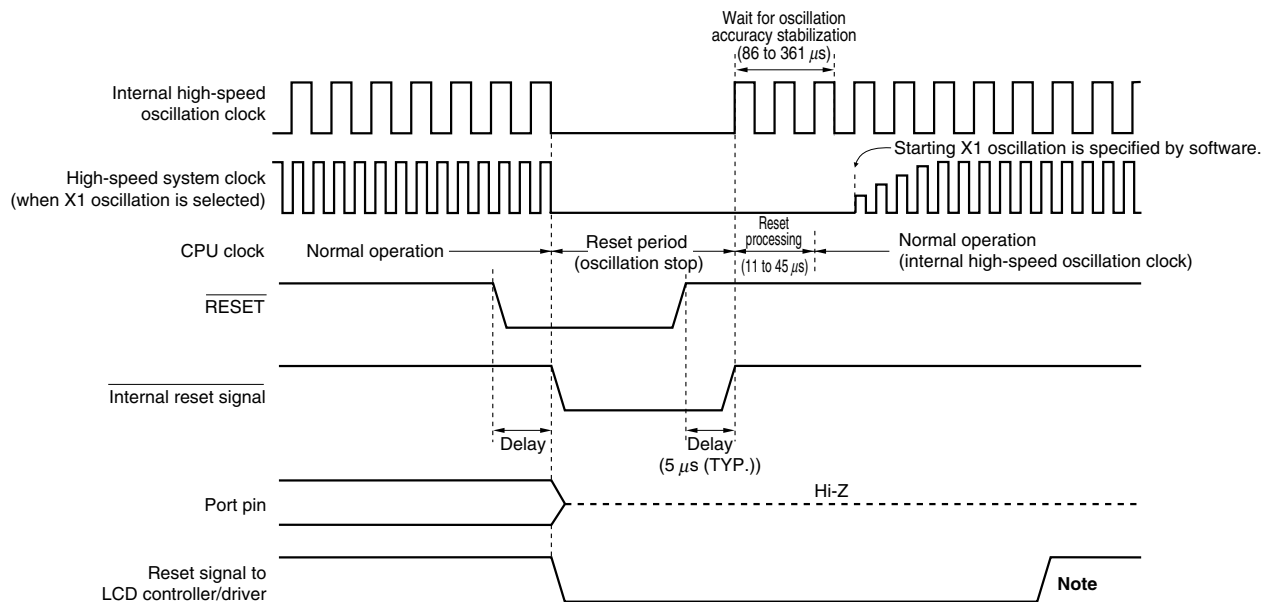 Wait for oscillation
accuracy stabilization
(86 to 361 μs)
Internal high-speed
oscillation clock
Starting X1 oscillation is specified by software.
High-speed system clock
(when X1 oscillation is selected)
CPU clock
Normal operation
Reset period
(oscillation stop)
Reset
processing
(11 to 45 μs)
Normal operation
(internal high-speed oscillation clock)
RESET
Internal reset signal
Delay
Delay
(5 μs (TYP.))
Port pin
Hi-Z
Reset signal to
LCD controller/driver
Note